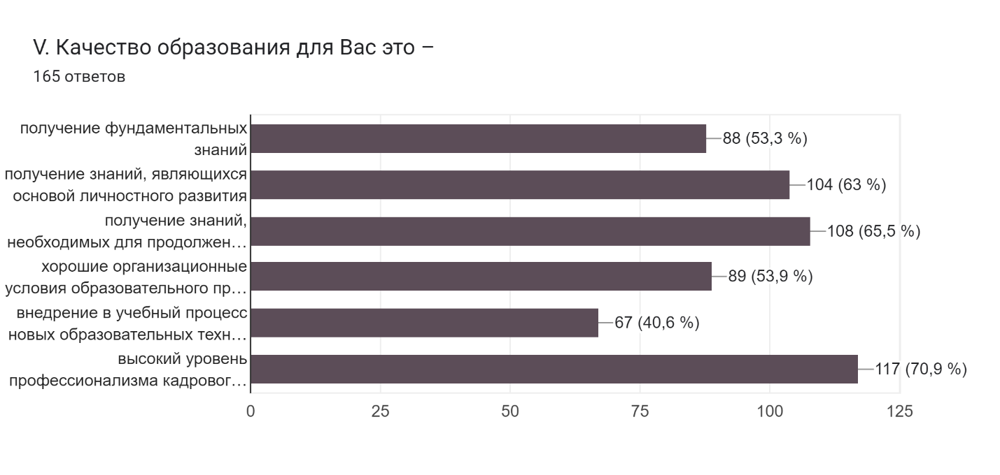 V. Качество образования для Вас это –
165 ответов
получение фундаментальных
знаний
88 (53,3 %)
получение знаний, являющихся
основой личностного развития
104 (63 %)
получение знаний,
необходимых для продолжен…
108 (65,5 %)
хорошие организационные
условия образовательного пр…
89 (53,9 %)
внедрение в учебный процесс
новых образовательных техн…
67 (40,6 %)
высокий уровень
профессионализма кадровог…
117 (70,9 %)
0 25 50 75 100 125